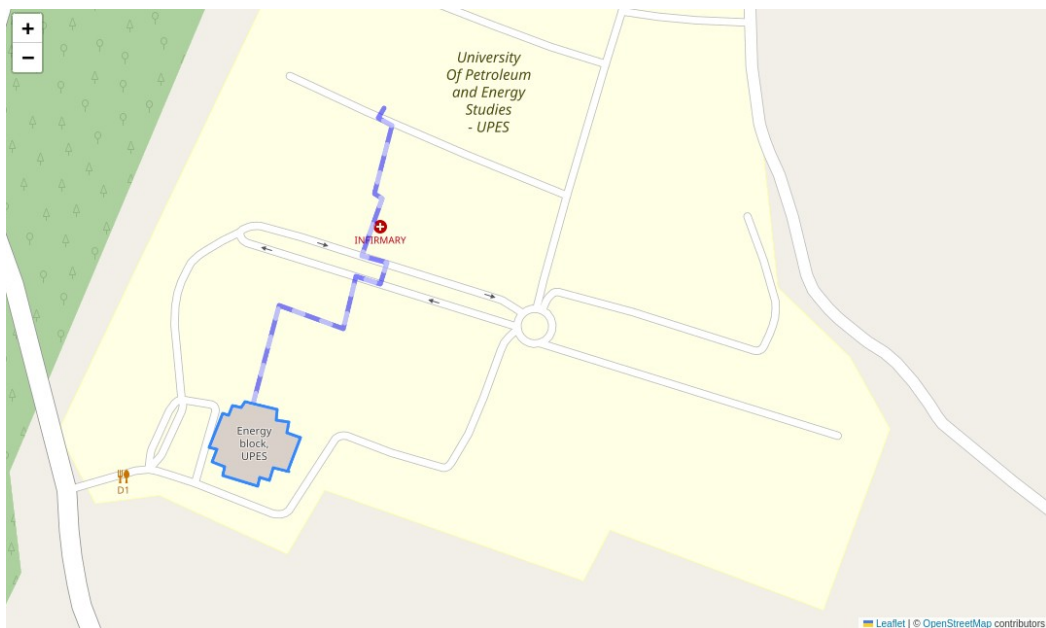 +
−
University
Of Petroleum
and Energy
Studies
- UPES
INFIRMARY
Energy
block,
UPES
D1
Leaflet | © OpenStreetMap contributors